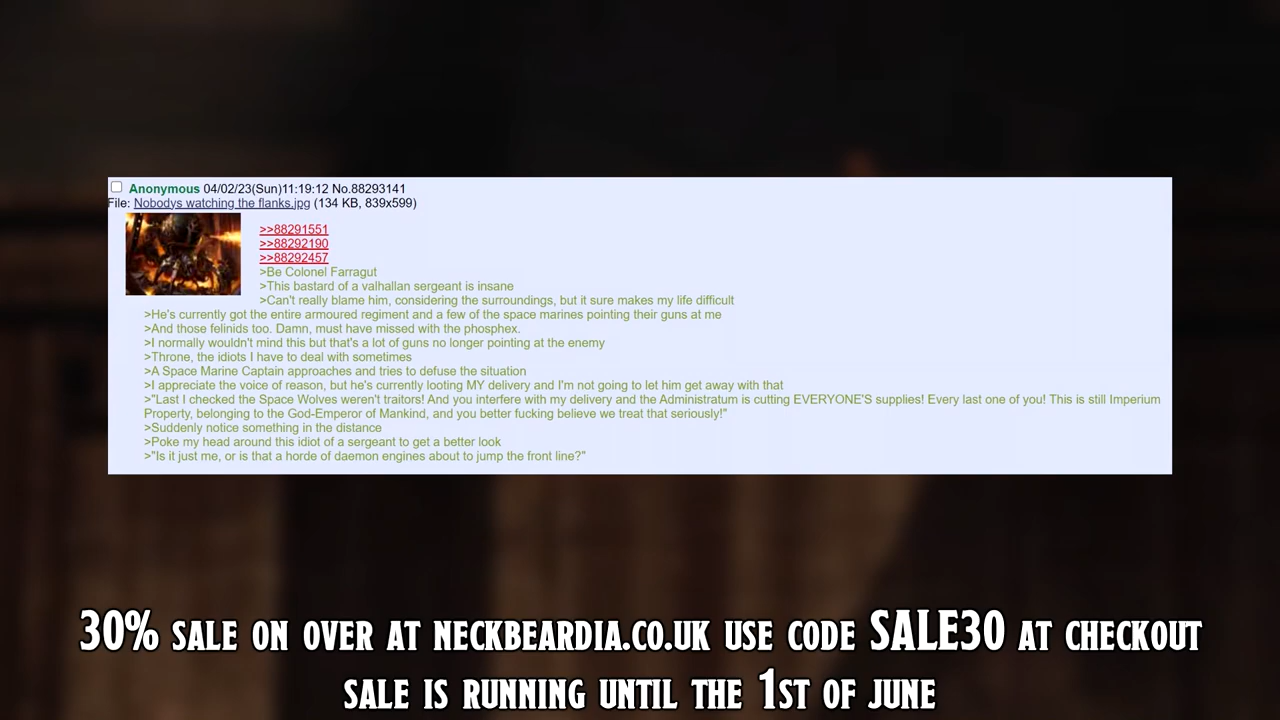 Anonymous 04/02/23(Sun)11:19:12 No.88293141
File: Nobodys watching the flanks.jpg (134 KB, 839x599)
>>88291551
>>88292190
>>88292457
>Be Colonel Farragut
>This bastard of a valhallan sergeant is insane
>Can't really blame him, considering the surroundings, but it sure makes my life difficult
>He's currently got the entire armoured regiment and a few of the space marines pointing their guns at me
>And those felinids too. Damn, must have missed with the phosphex.
>I normally wouldn't mind this but that's a lot of guns no longer pointing at the enemy
>Throne, the idiots I have to deal with sometimes
>A Space Marine Captain approaches and tries to defuse the situation
>I appreciate the voice of reason, but he's currently looting MY delivery and I'm not going to let him get away with that
>"Last I checked the Space Wolves weren't traitors! And you interfere with my delivery and the Administratum is cutting EVERYONE'S supplies! Every last one of you! This is still Imperium
Property, belonging to the God-Emperor of Mankind, and you better fucking believe we treat that seriously!"
>Suddenly notice something in the distance
>Poke my head around this idiot of a sergeant to get a better look
>"Is it just me, or is that a horde of daemon engines about to jump the front line?"
30% SALE ON OVER AT NECKBEARDIA.CO.UK USE CODE SALE30 AT CHECKOUT
SALE IS RUNNING UNTIL THE 1ST OF JUNE